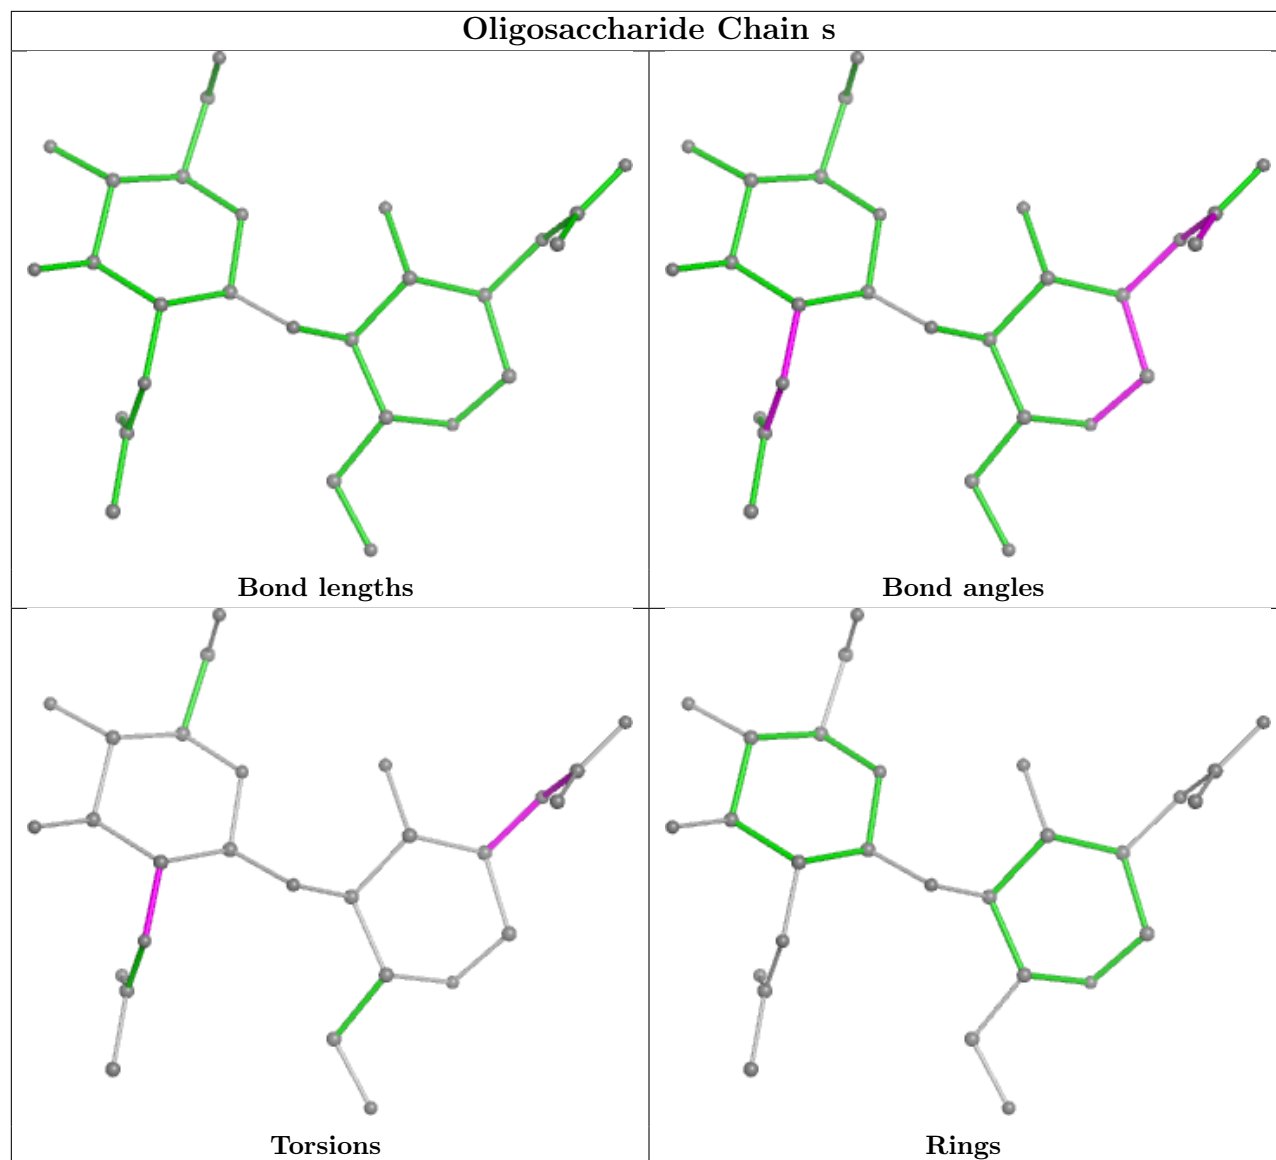 Oligosaccharide Chain s
Bond lengths
Bond angles
Torsions
Rings